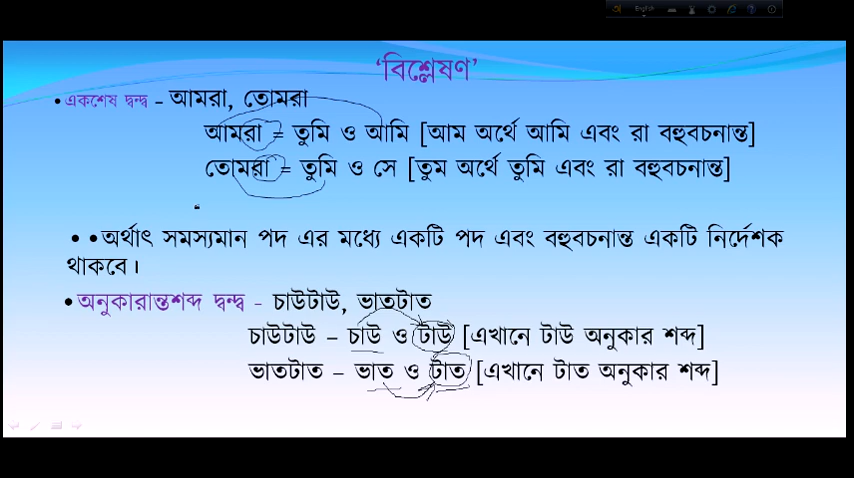 English
‘বিশ্লেষণ’
•একশেষ দ্বন্দ্ব – আমরা, তোমরা
আমরা = তুমি ও আমি [আম অর্থে আমি এবং রা বহুবচনান্ত]
তোমরা = তুমি ও সে [তুম অর্থে তুমি এবং রা বহুবচনান্ত]
••অর্থাৎ সমস্যমান পদ এর মধ্যে একটি পদ এবং বহুবচনান্ত একটি নির্দেশক
থাকবে।
•অনুকারান্তশব্দ দ্বন্দ্ব - চাউটাউ, ভাতটাত
চাউটাউ – চাউ ও টাউ [এখানে টাউ অনুকার শব্দ]
ভাতটাত – ভাত ও টাত [এখানে টাত অনুকার শব্দ]